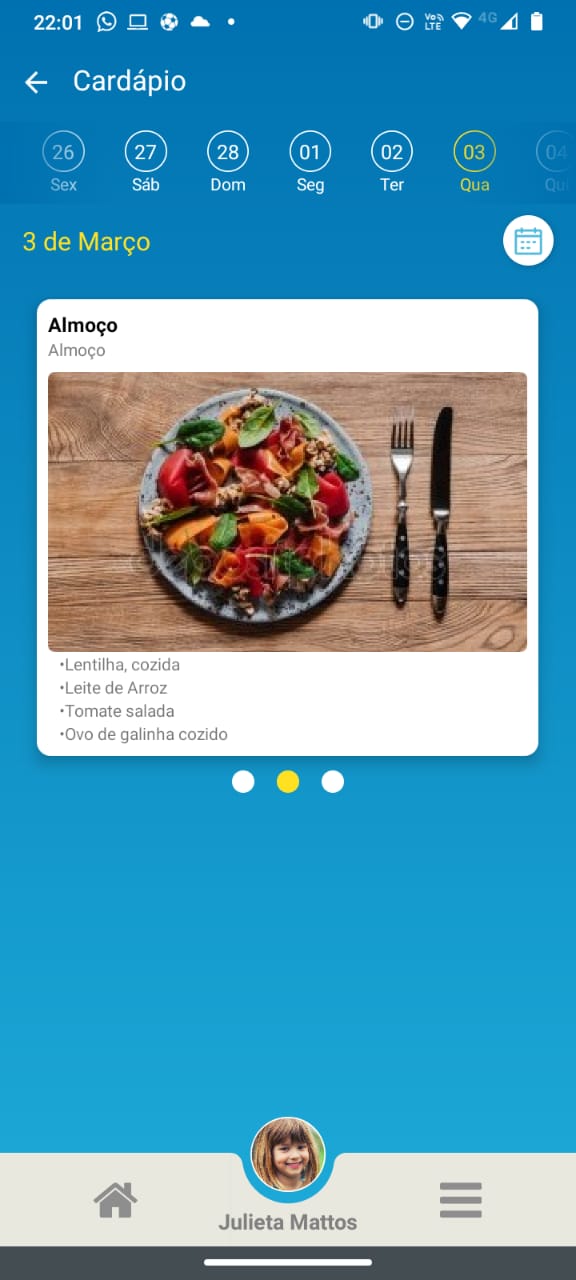 22:01
Vo LTE
4G
Cardápio
26 27 28 01 02 03 04
Sex Sáb Dom Seg Ter Qua Qui
3 de Março
Almoço
Almoço
depositphotos
•Lentilha, cozida
•Leite de Arroz
•Tomate salada
•Ovo de galinha cozido
Julieta Mattos